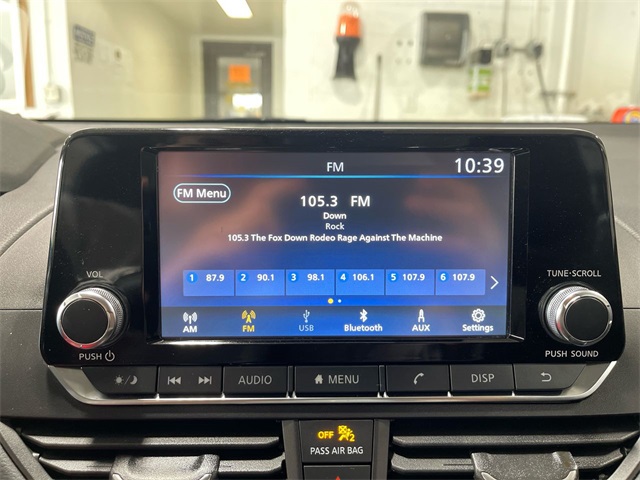 FM
10:39
FM Menu
105.3 FM
Down
Rock
105.3 The Fox Down Rodeo Rage Against The Machine
1 87.9 2 90.1 3 98.1 4 106.1 5 107.9 6 107.9
AM FM USB Bluetooth AUX Settings
VOL
PUSH
TUNE·SCROLL
PUSH SOUND
AUDIO MENU DISP
OFF 2
PASS AIR BAG